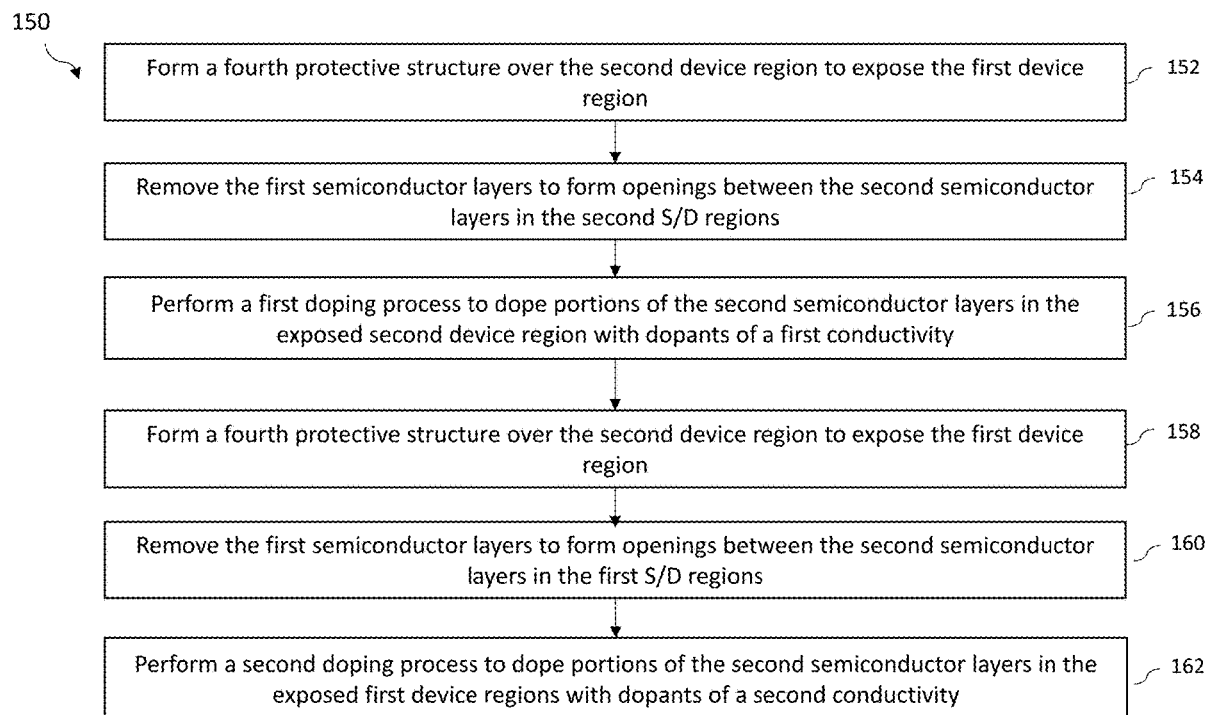 150
Form a fourth protective structure over the second device region to expose the first device
region
152
Remove the first semiconductor layers to form openings between the second semiconductor
layers in the second S/D regions
154
Perform a first doping process to dope portions of the second semiconductor layers in the
exposed second device region with dopants of a first conductivity
156
Form a fourth protective structure over the second device region to expose the first device
region
158
Remove the first semiconductor layers to form openings between the second semiconductor
layers in the first S/D regions
160
Perform a second doping process to dope portions of the second semiconductor layers in the
exposed first device regions with dopants of a second conductivity
162